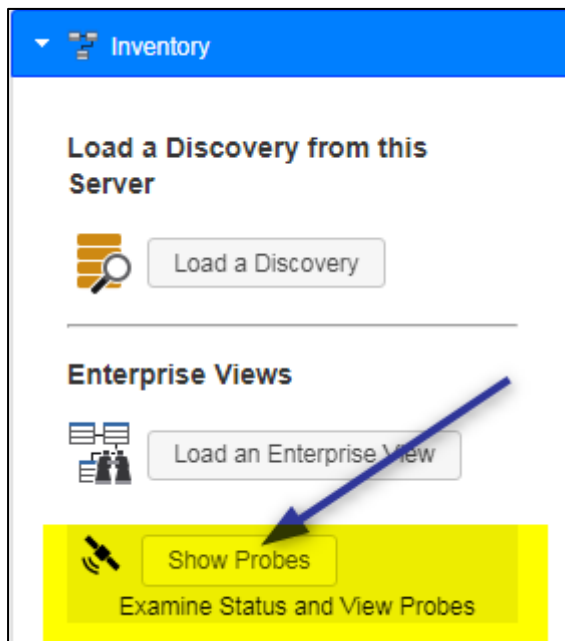 Inventory
Load a Discovery from this
Server
Load a Discovery
Enterprise Views
Load an Enterprise View
Show Probes
Examine Status and View Probes